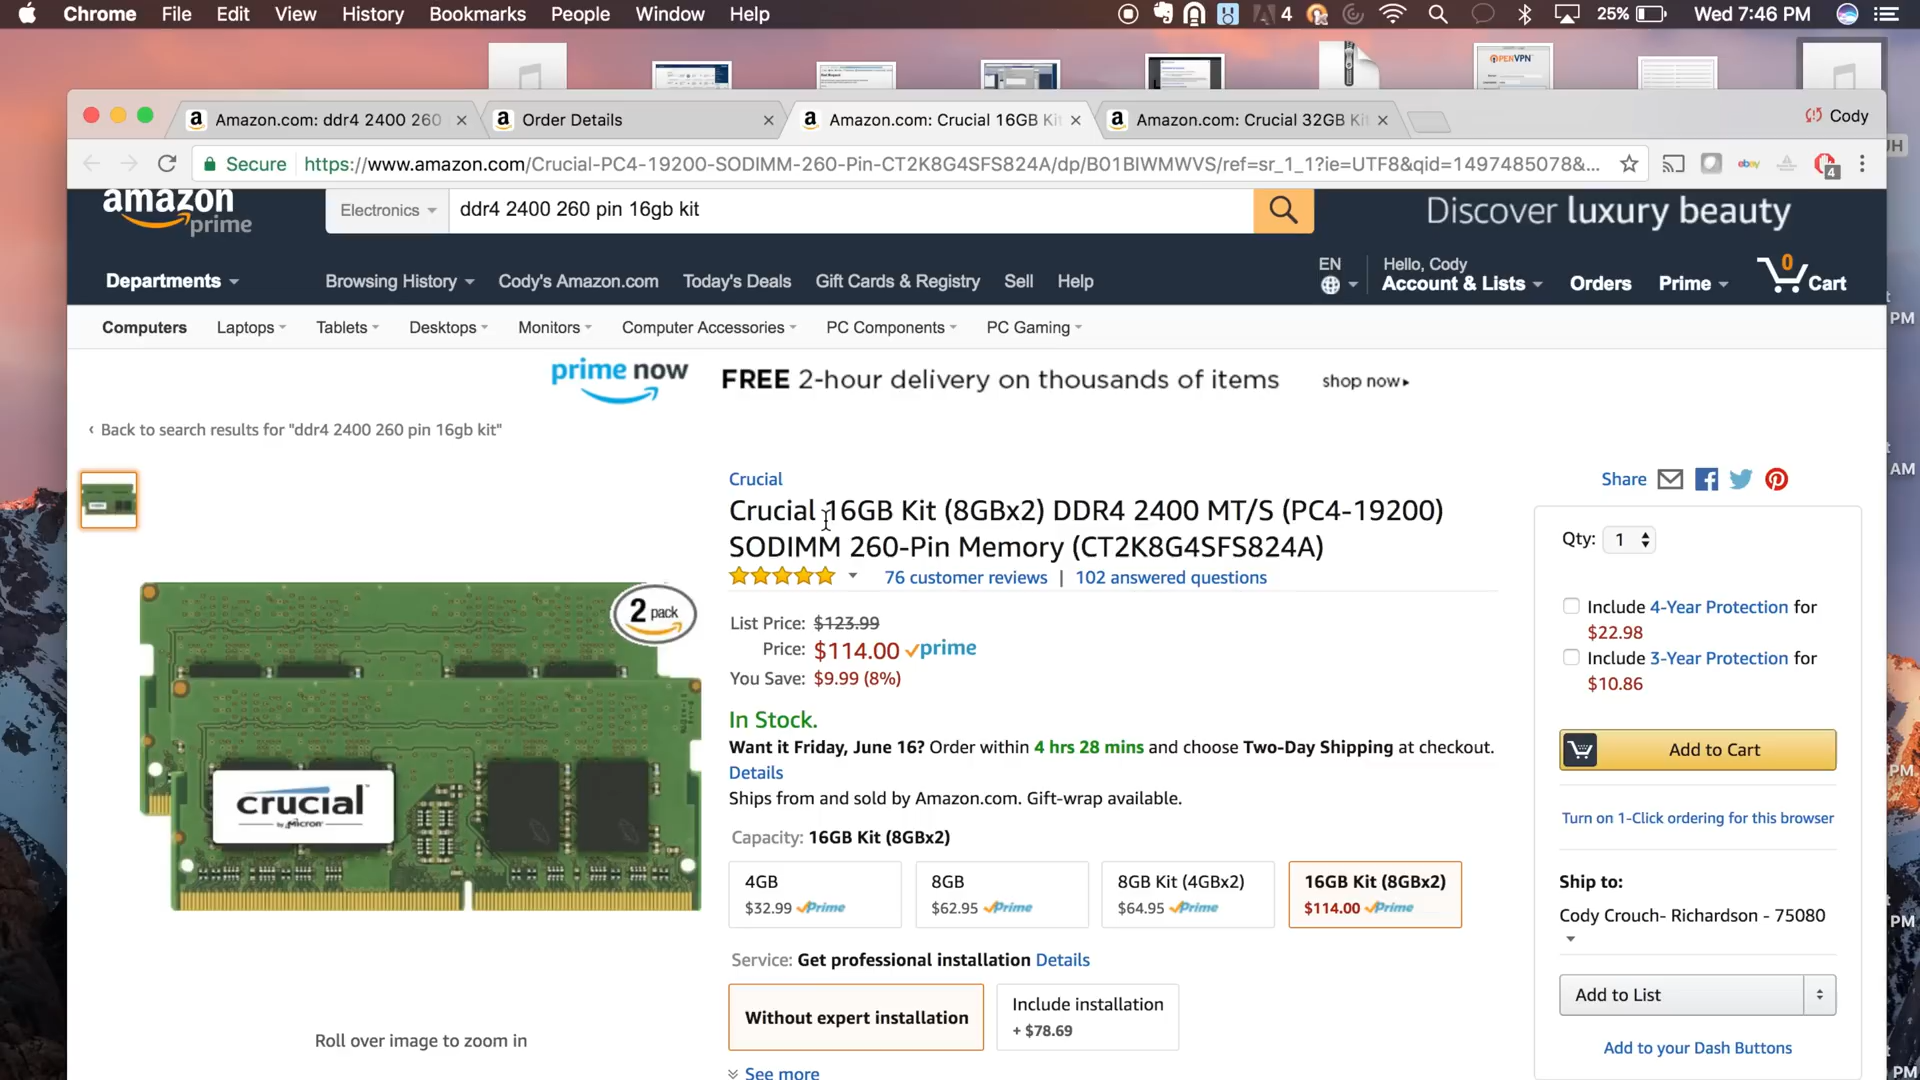 Chrome File Edit View History Bookmarks People Window Help 4 25% Wed 7:46 PM
OPENVPN
Amazon.com: ddr4 2400 260 Order Details Amazon.com: Crucial 16GB Ki Amazon.com: Crucial 32GB Ki Cody
Secure https://www.amazon.com/Crucial-PC4-19200-SODIMM-260-Pin-CT2K8G4SFS824A/dp/B01BIWMWVS/ref=sr_1_1?ie=UTF8&qid=1497485078&... ebay 4
amazon prime Electronics ddr4 2400 260 pin 16gb kit Discover luxury beauty
Departments Browsing History Cody's Amazon.com Today's Deals Gift Cards & Registry Sell Help EN Hello, Cody Account & Lists Orders Prime 0 Cart
Computers Laptops Tablets Desktops Monitors Computer Accessories PC Components PC Gaming
prime now FREE 2-hour delivery on thousands of items shop now
‹ Back to search results for "ddr4 2400 260 pin 16gb kit"
Crucial
Crucial 16GB Kit (8GBx2) DDR4 2400 MT/S (PC4-19200)
SODIMM 260-Pin Memory (CT2K8G4SFS824A)
76 customer reviews | 102 answered questions
List Price: $123.99
Price: $114.00 prime
You Save: $9.99 (8%)
In Stock.
Want it Friday, June 16? Order within 4 hrs 28 mins and choose Two-Day Shipping at checkout.
Details
Ships from and sold by Amazon.com. Gift-wrap available.
Capacity: 16GB Kit (8GBx2)
4GB
$32.99 Prime
8GB
$62.95 Prime
8GB Kit (4GBx2)
$64.95 Prime
16GB Kit (8GBx2)
$114.00 Prime
Service: Get professional installation Details
Without expert installation
Include installation
+ $78.69
See more
2 pack
crucial
by Micron
Roll over image to zoom in
Share
Qty: 1
Include 4-Year Protection for
$22.98
Include 3-Year Protection for
$10.86
Add to Cart
Turn on 1-Click ordering for this browser
Ship to:
Cody Crouch- Richardson - 75080
Add to List
Add to your Dash Buttons
PM
AM
PM
PM
PM